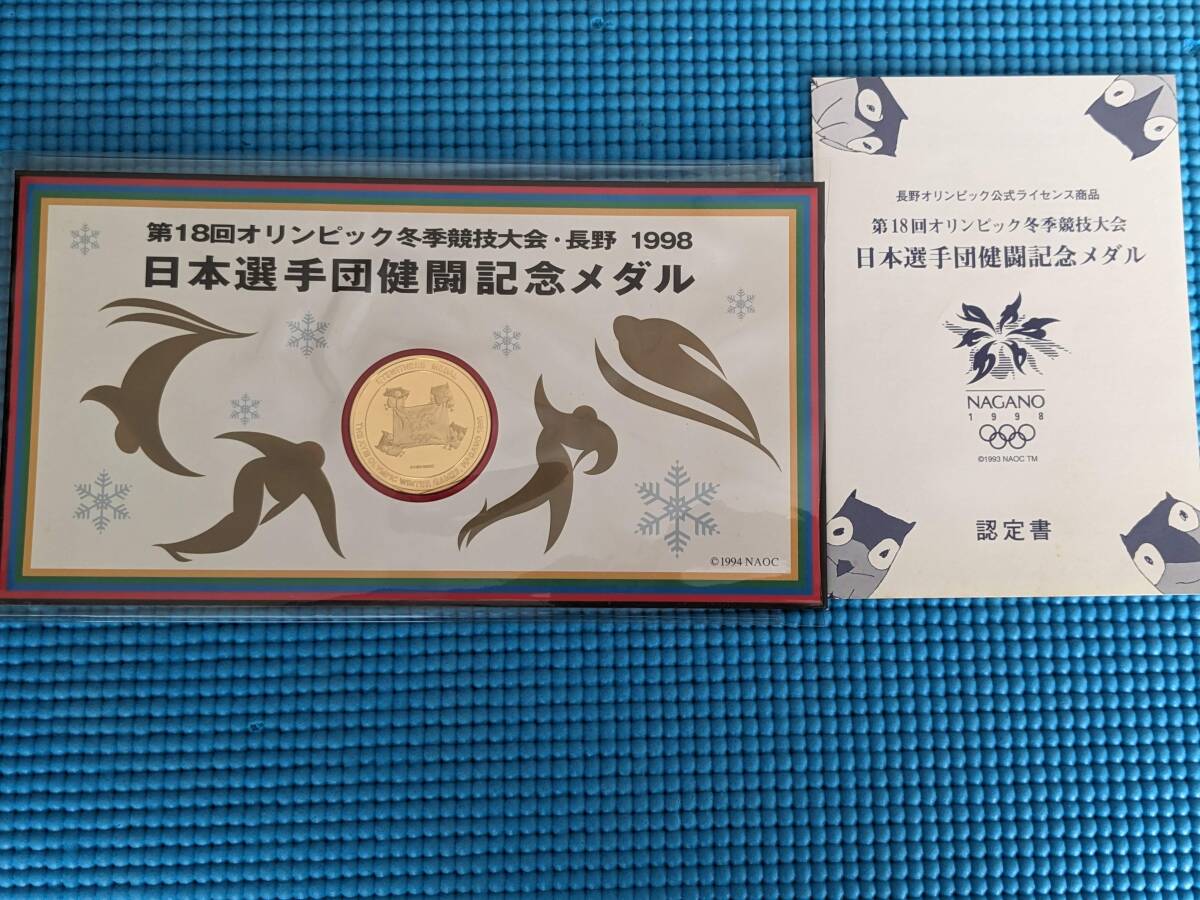 第18回オリンピック冬季競技大会・長野 1998
日本選手団健闘記念メダル
©1994 NAOC
長野オリンピック公式ライセンス商品
第18回オリンピック冬季競技大会
日本選手団健闘記念メダル
NAGANO
1998
©1993 NAOC TM
認定書